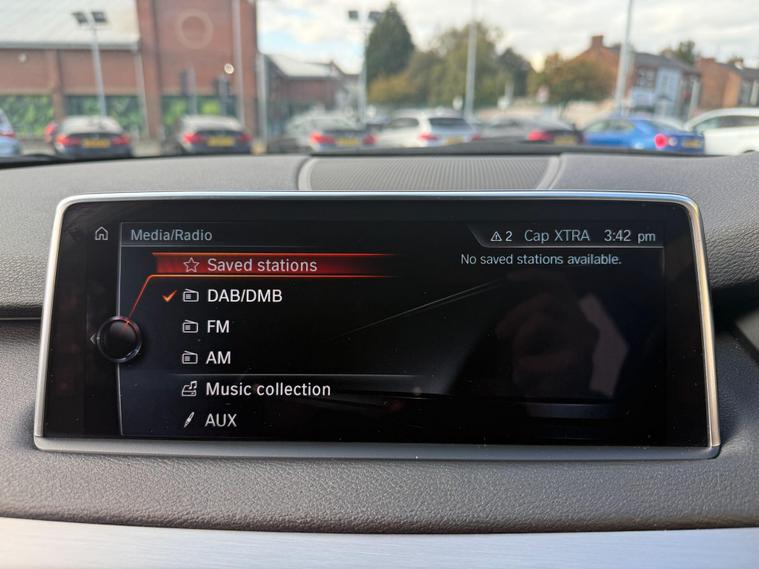 Media/Radio
2 Cap XTRA 3:42 pm
Saved stations
No saved stations available.
DAB/DMB
FM
AM
Music collection
AUX